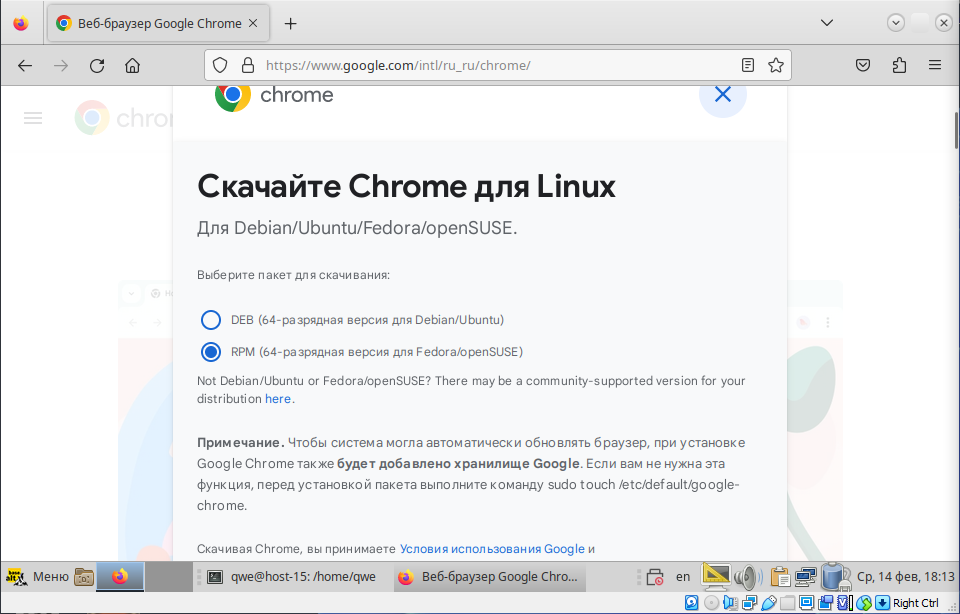 Веб-браузер Google Chrome
https://www.google.com/intl/ru_ru/chrome/
chrome
Скачайте Chrome для Linux
Для Debian/Ubuntu/Fedora/openSUSE.
Выберите пакет для скачивания:
DEB (64-разрядная версия для Debian/Ubuntu)
RPM (64-разрядная версия для Fedora/openSUSE)
Not Debian/Ubuntu or Fedora/openSUSE? There may be a community-supported version for your
distribution here.
Примечание. Чтобы система могла автоматически обновлять браузер, при установке
Google Chrome также будет добавлено хранилище Google. Если вам не нужна эта
функция, перед установкой пакета выполните команду sudo touch /etc/default/google-
chrome.
Скачивая Chrome, вы принимаете Условия использования Google и
Меню
qwe@host-15: /home/qwe
Веб-браузер Google Chro...
en
Ср, 14 фев, 18:13
Right Ctrl